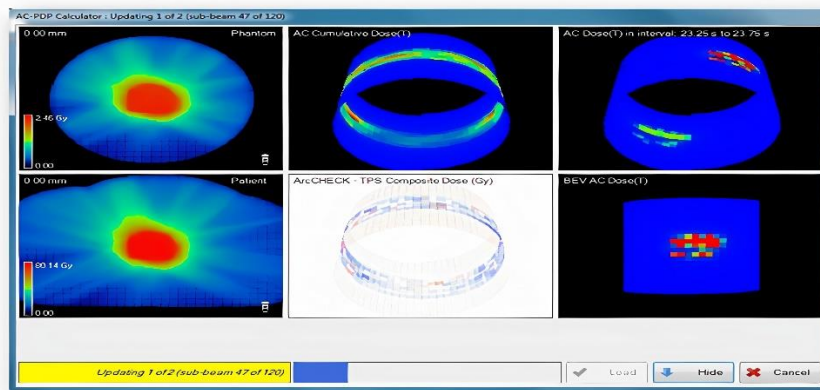 AC-PDP Calculator : Updating 1 of 2 (sub-beam 47 of 120)
0.00 mm
Phantom
2.46 Gy
0.00
AC Cumulative Dose(T)
AC Dose(T) in interval: 23.25 s to 23.75 s
0.00 mm
Patient
80.14 Gy
0.00
ArcCHECK - TPS Composite Dose (Gy)
BEV AC Dose(T)
Updating 1 of 2 (sub-beam 47 of 120)
Load
Hide
Cancel